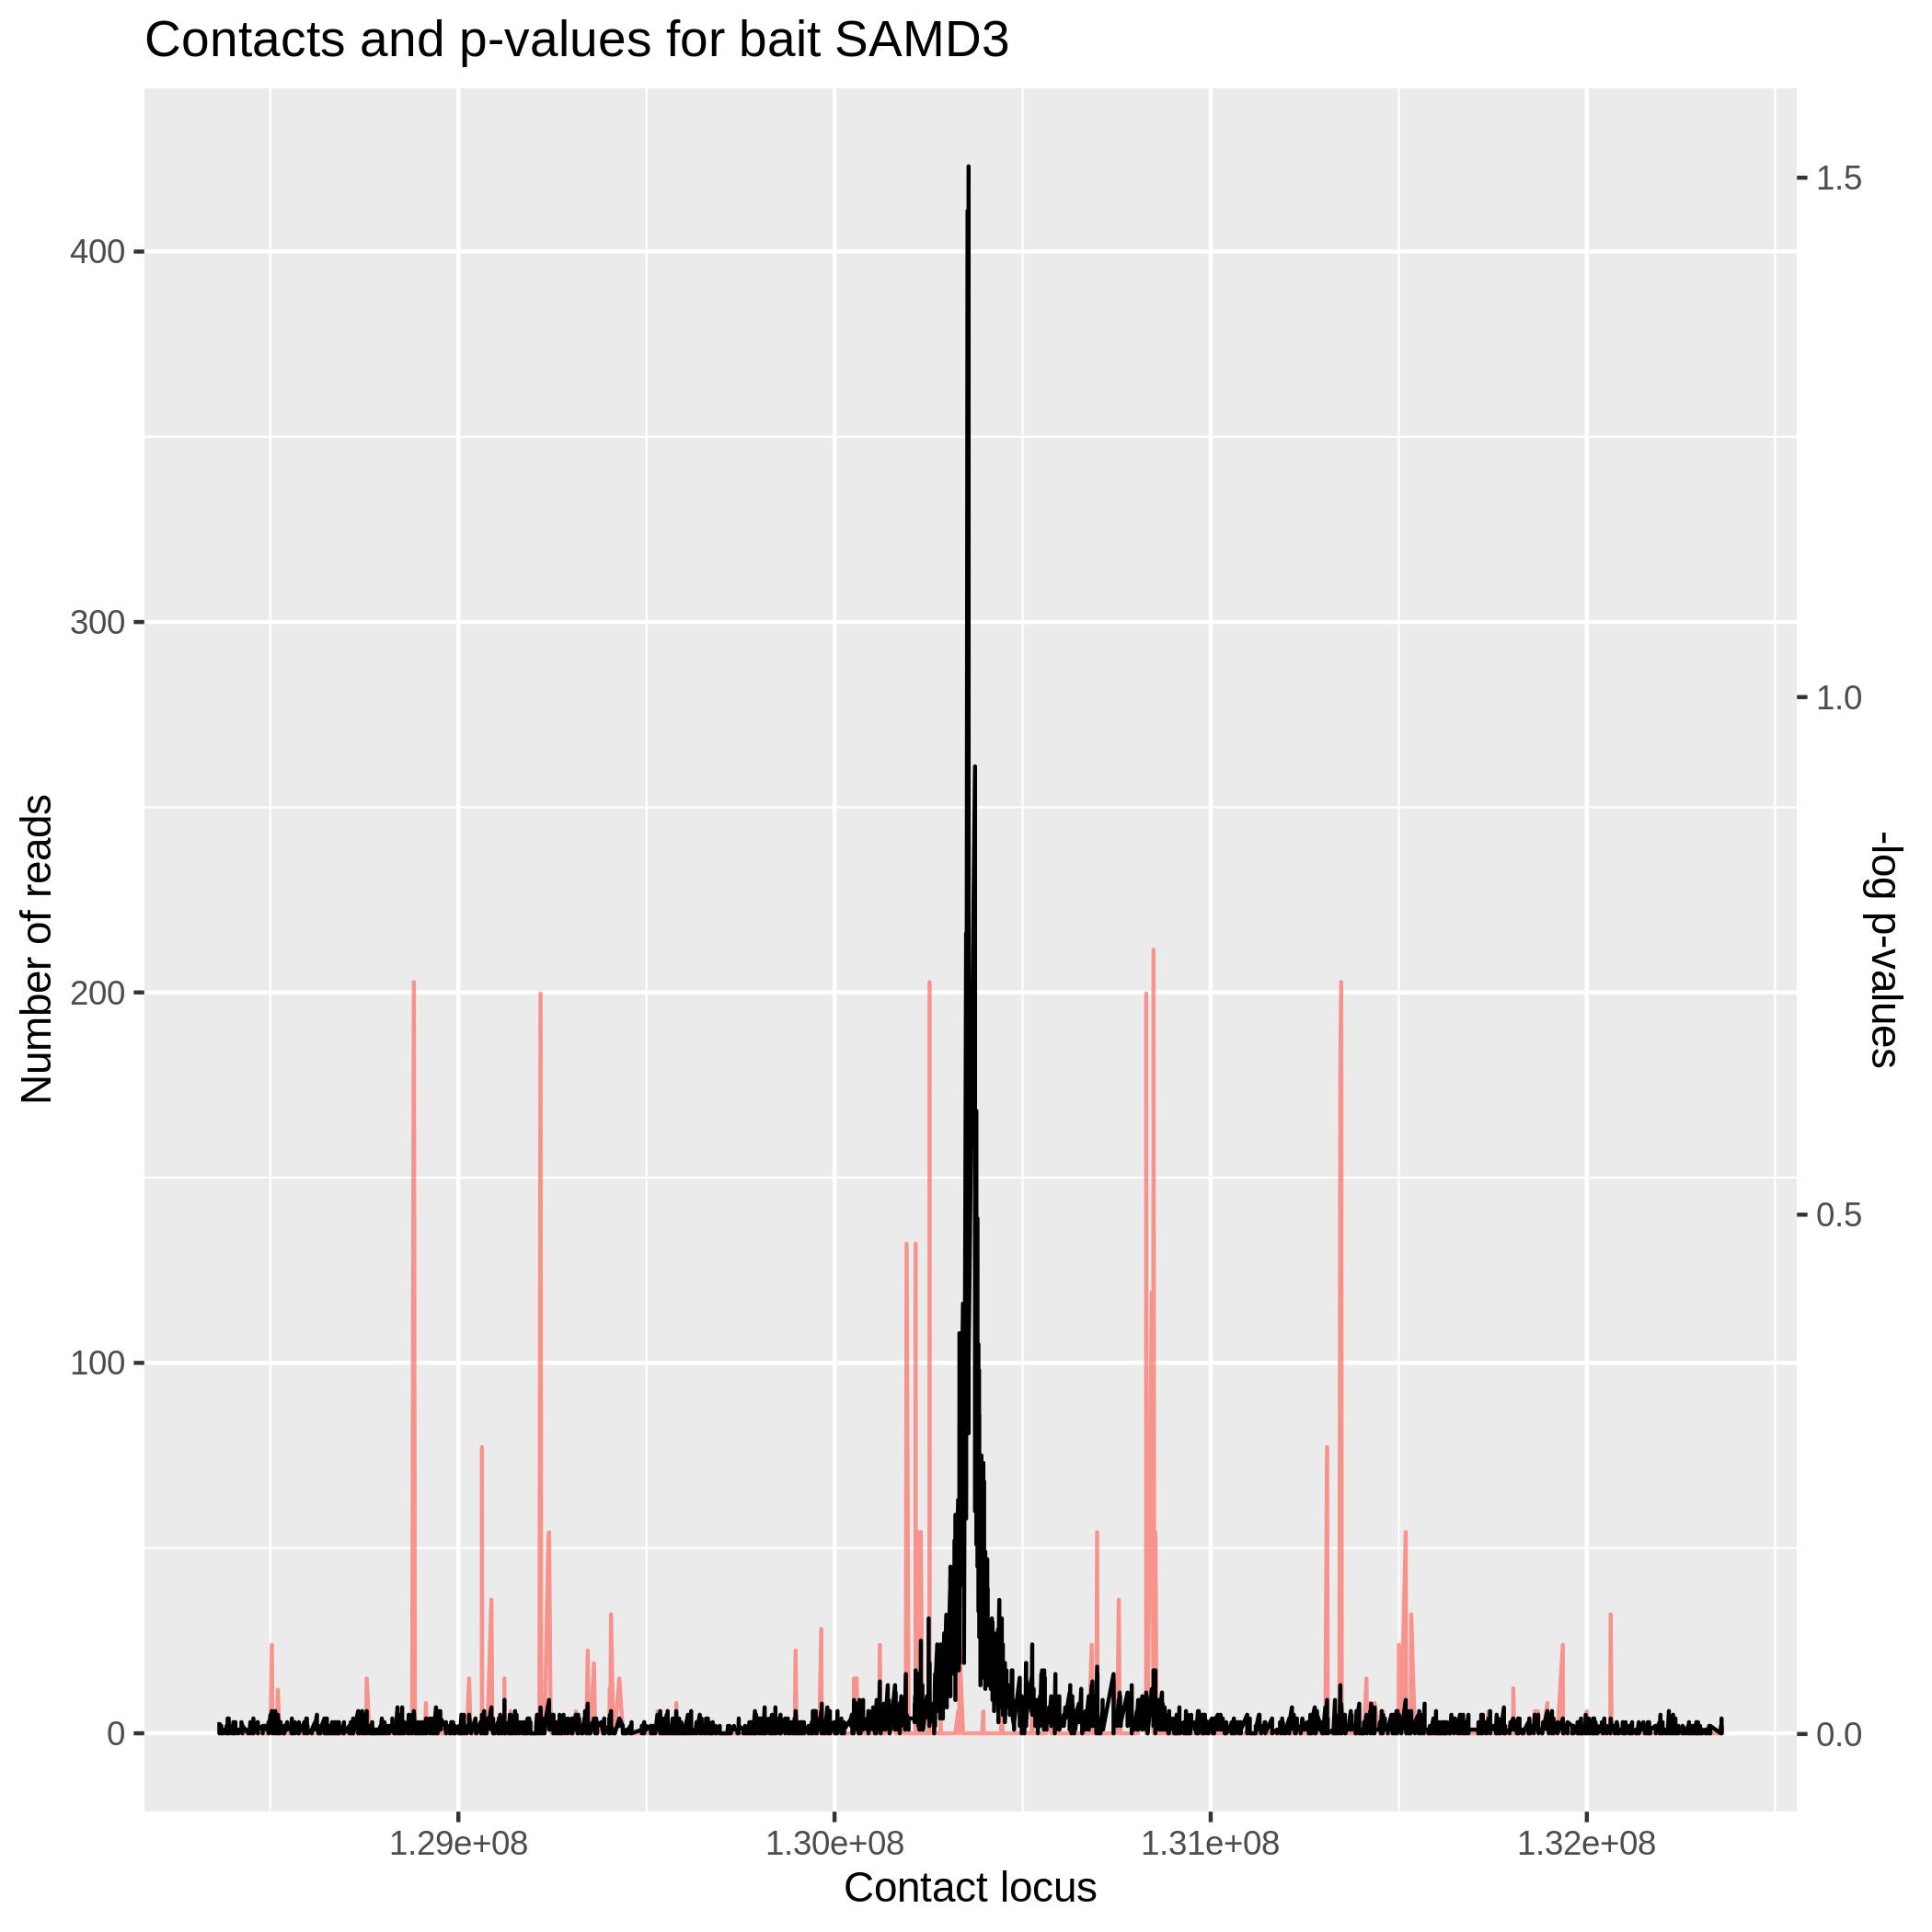 Contacts and p-values for bait SAMD3
400
300
200
100
0
Number of reads
1.5
1.0
0.5
0.0
-log p-values
1.29e+08
1.30e+08
1.31e+08
1.32e+08
Contact locus